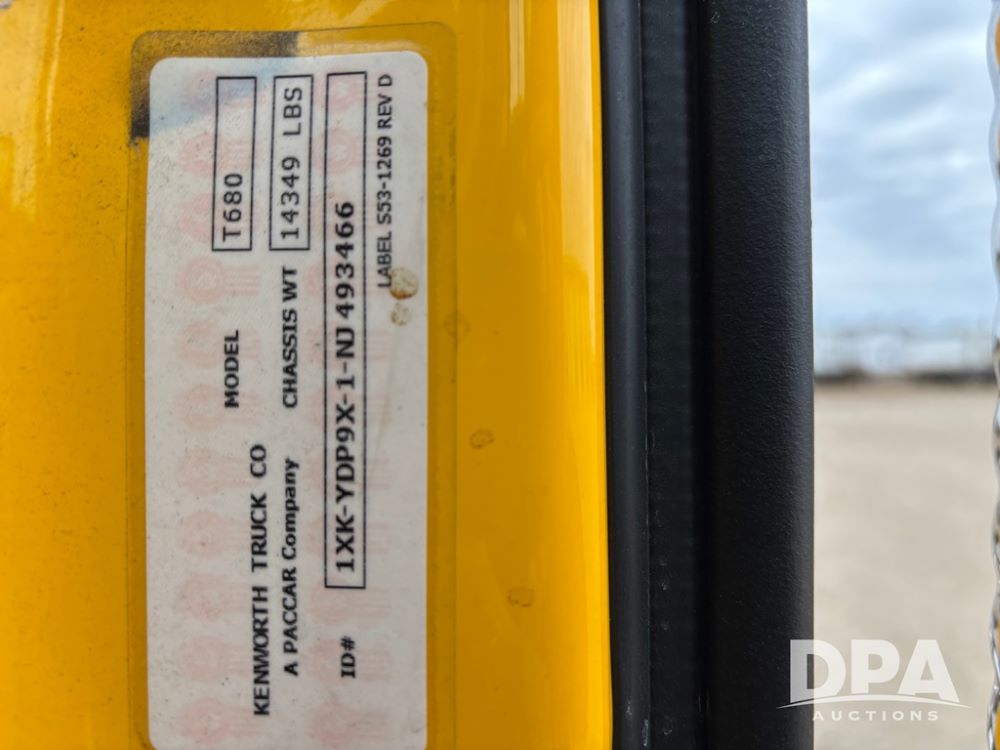 KENWORTH TRUCK CO MODEL T680
A PACCAR Company CHASSIS WT 14349 LBS
ID# 1XK-YDP9X-1-NJ493466
LABEL S53-1269 REV D
DPA
AUCTIONS